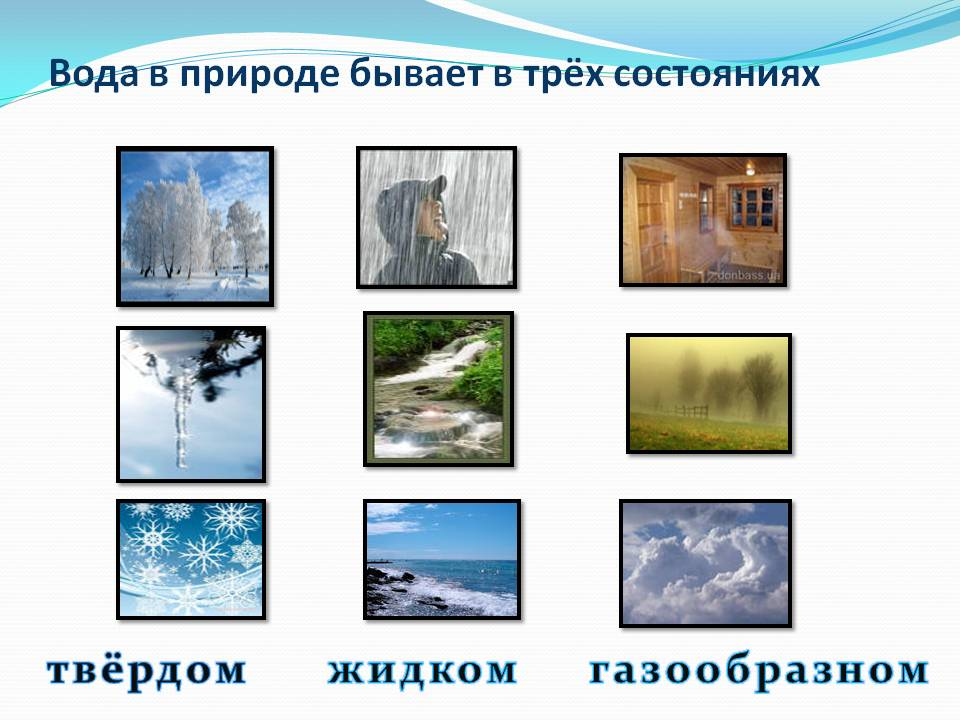 Вода в природе бывает в трёх состояниях
donbass.ua
твёрдом жидком газообразном